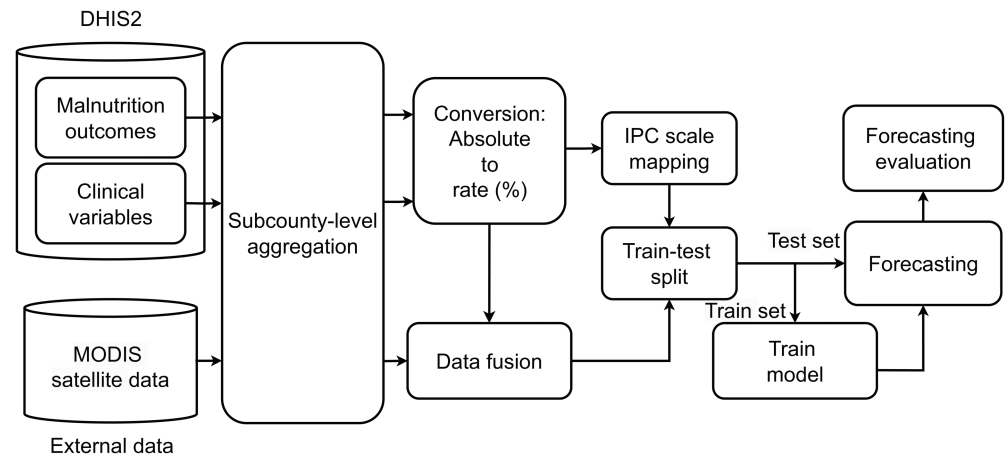 DHIS2
Malnutrition
outcomes
Clinical
variables
MODIS
satellite data
External data
Subcounty-level
aggregation
Conversion:
Absolute
to
rate (%)
Data fusion
IPC scale
mapping
Train-test
split
Test set
Train set
Train
model
Forecasting
Forecasting
evaluation